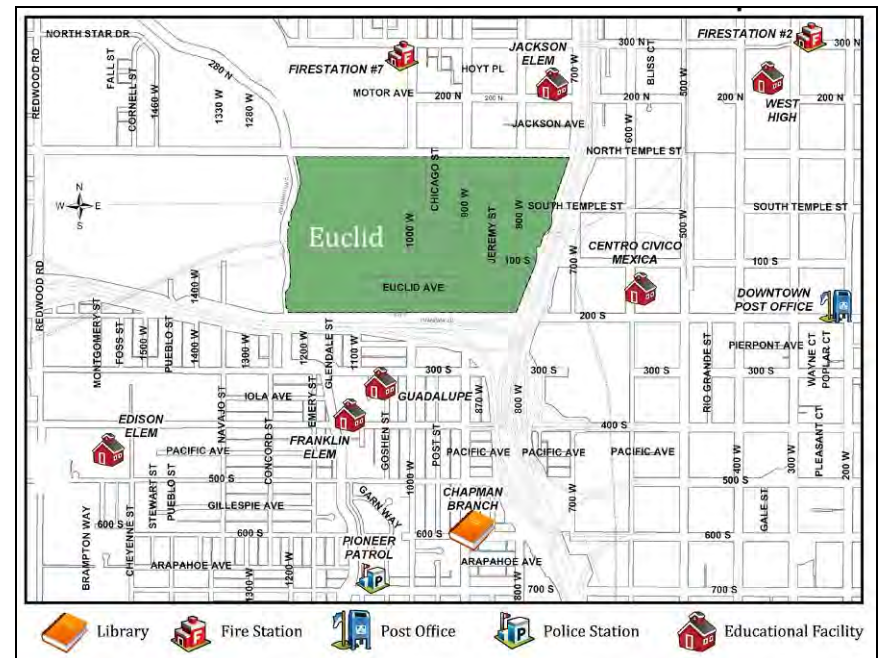 NORTH STAR DR
REDWOOD RD
FALL ST
CORNELL ST
1460 W
280 N
1330 W
1280 W
FIRESTATION #7
MOTOR AVE
HOYT PL
200 N
200 N
JACKSON
ELEM
JACKSON AVE
700 W
300 N
BLISS CT
600 W
200 N
500 W
FIRESTATION #2
300 N
WEST
HIGH
200 N
200 N
NORTH TEMPLE ST
N
W E
S
Euclid
CHICAGO ST
1000 W
900 W
JEREMY ST
800 W
100 S
EUCLID AVE
SOUTH TEMPLE ST
SOUTH TEMPLE ST
500 W
CENTRO CIVICO
MEXICA
700 W
100 S
200 S
DOWNTOWN
POST OFFICE
REDWOOD RD
1400 W
MONTGOMERY ST
FOSS ST
1500 W
PUEBLO ST
1400 W
1300 W
1200 W
GLENDALE ST
1100 W
300 S
870 W
800 W
300 S
300 S
RIO GRANDE ST
PIERPONT AVE
300 S
WAYNE CT
POPLAR CT
IOLA AVE
EMERY ST
GUADALUPE
NAVAJO ST
CONCORD ST
FRANKLIN
ELEM
GOSHEN ST
POST ST
400 S
EDISON
ELEM
PACIFIC AVE
PACIFIC AVE
PACIFIC AVE
PACIFIC AVE
STEWART ST
PUEBLO ST
500 S
GILLESPIE AVE
1000 W
GARN WAY
CHAPMAN
BRANCH
700 W
400 W
500 S
GALE ST
300 W
PLEASANT CT
200 W
BRAMPTON WAY
600 S
CHEYENNE ST
600 S
PIONEER
PATROL
600 S
600 S
ARAPAHOE AVE
1300 W
1200 W
ARAPAHOE AVE
800 W
700 S
700 S
Library
Fire Station
Post Office
Police Station
Educational Facility